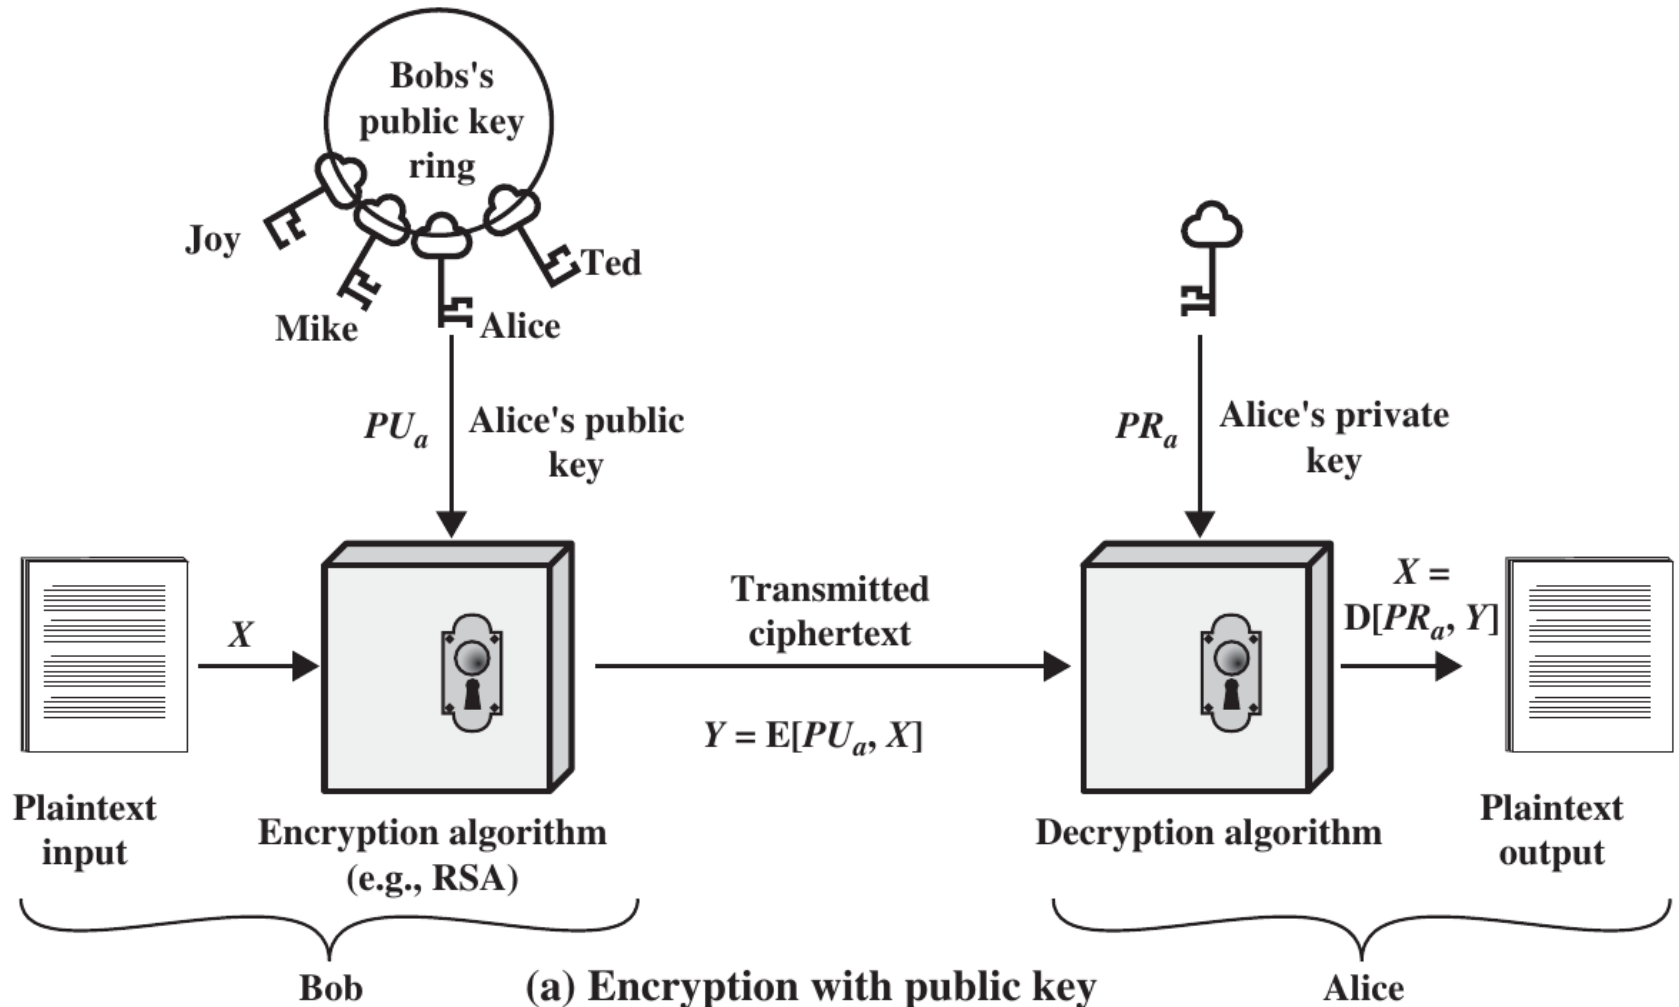 Bobs's
public key
ring
Joy
Ted
Mike
Alice
PUa
Alice's public
key
PRa
Alice's private
key
X
Transmitted
ciphertext
X =
D[PRa, Y]
Y = E[PUa, X]
Plaintext
input
Encryption algorithm
(e.g., RSA)
Decryption algorithm
Plaintext
output
Bob
(a) Encryption with public key
Alice